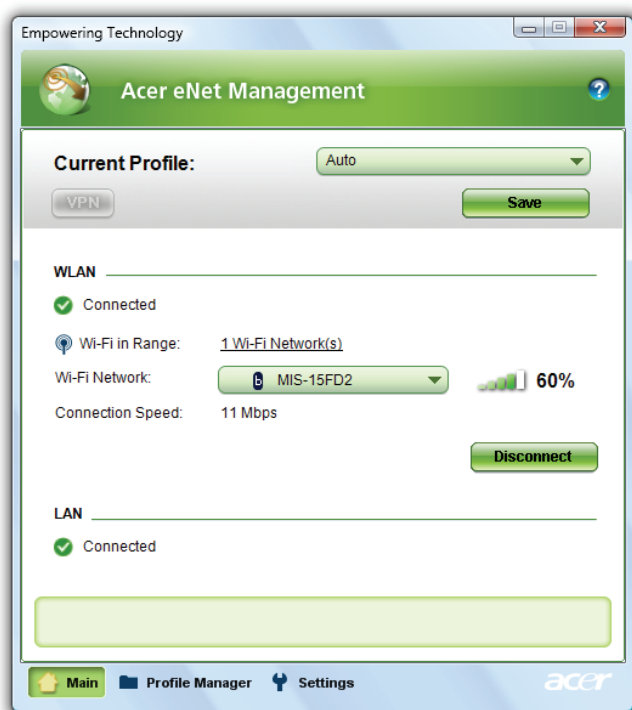 Empowering Technology
Acer eNet Management
?
Current Profile:
Auto
VPN
Save
WLAN
Connected
Wi-Fi in Range:
1 Wi-Fi Network(s)
Wi-Fi Network:
b MIS-15FD2
60%
Connection Speed:
11 Mbps
Disconnect
LAN
Connected
Main
Profile Manager
Settings
acer